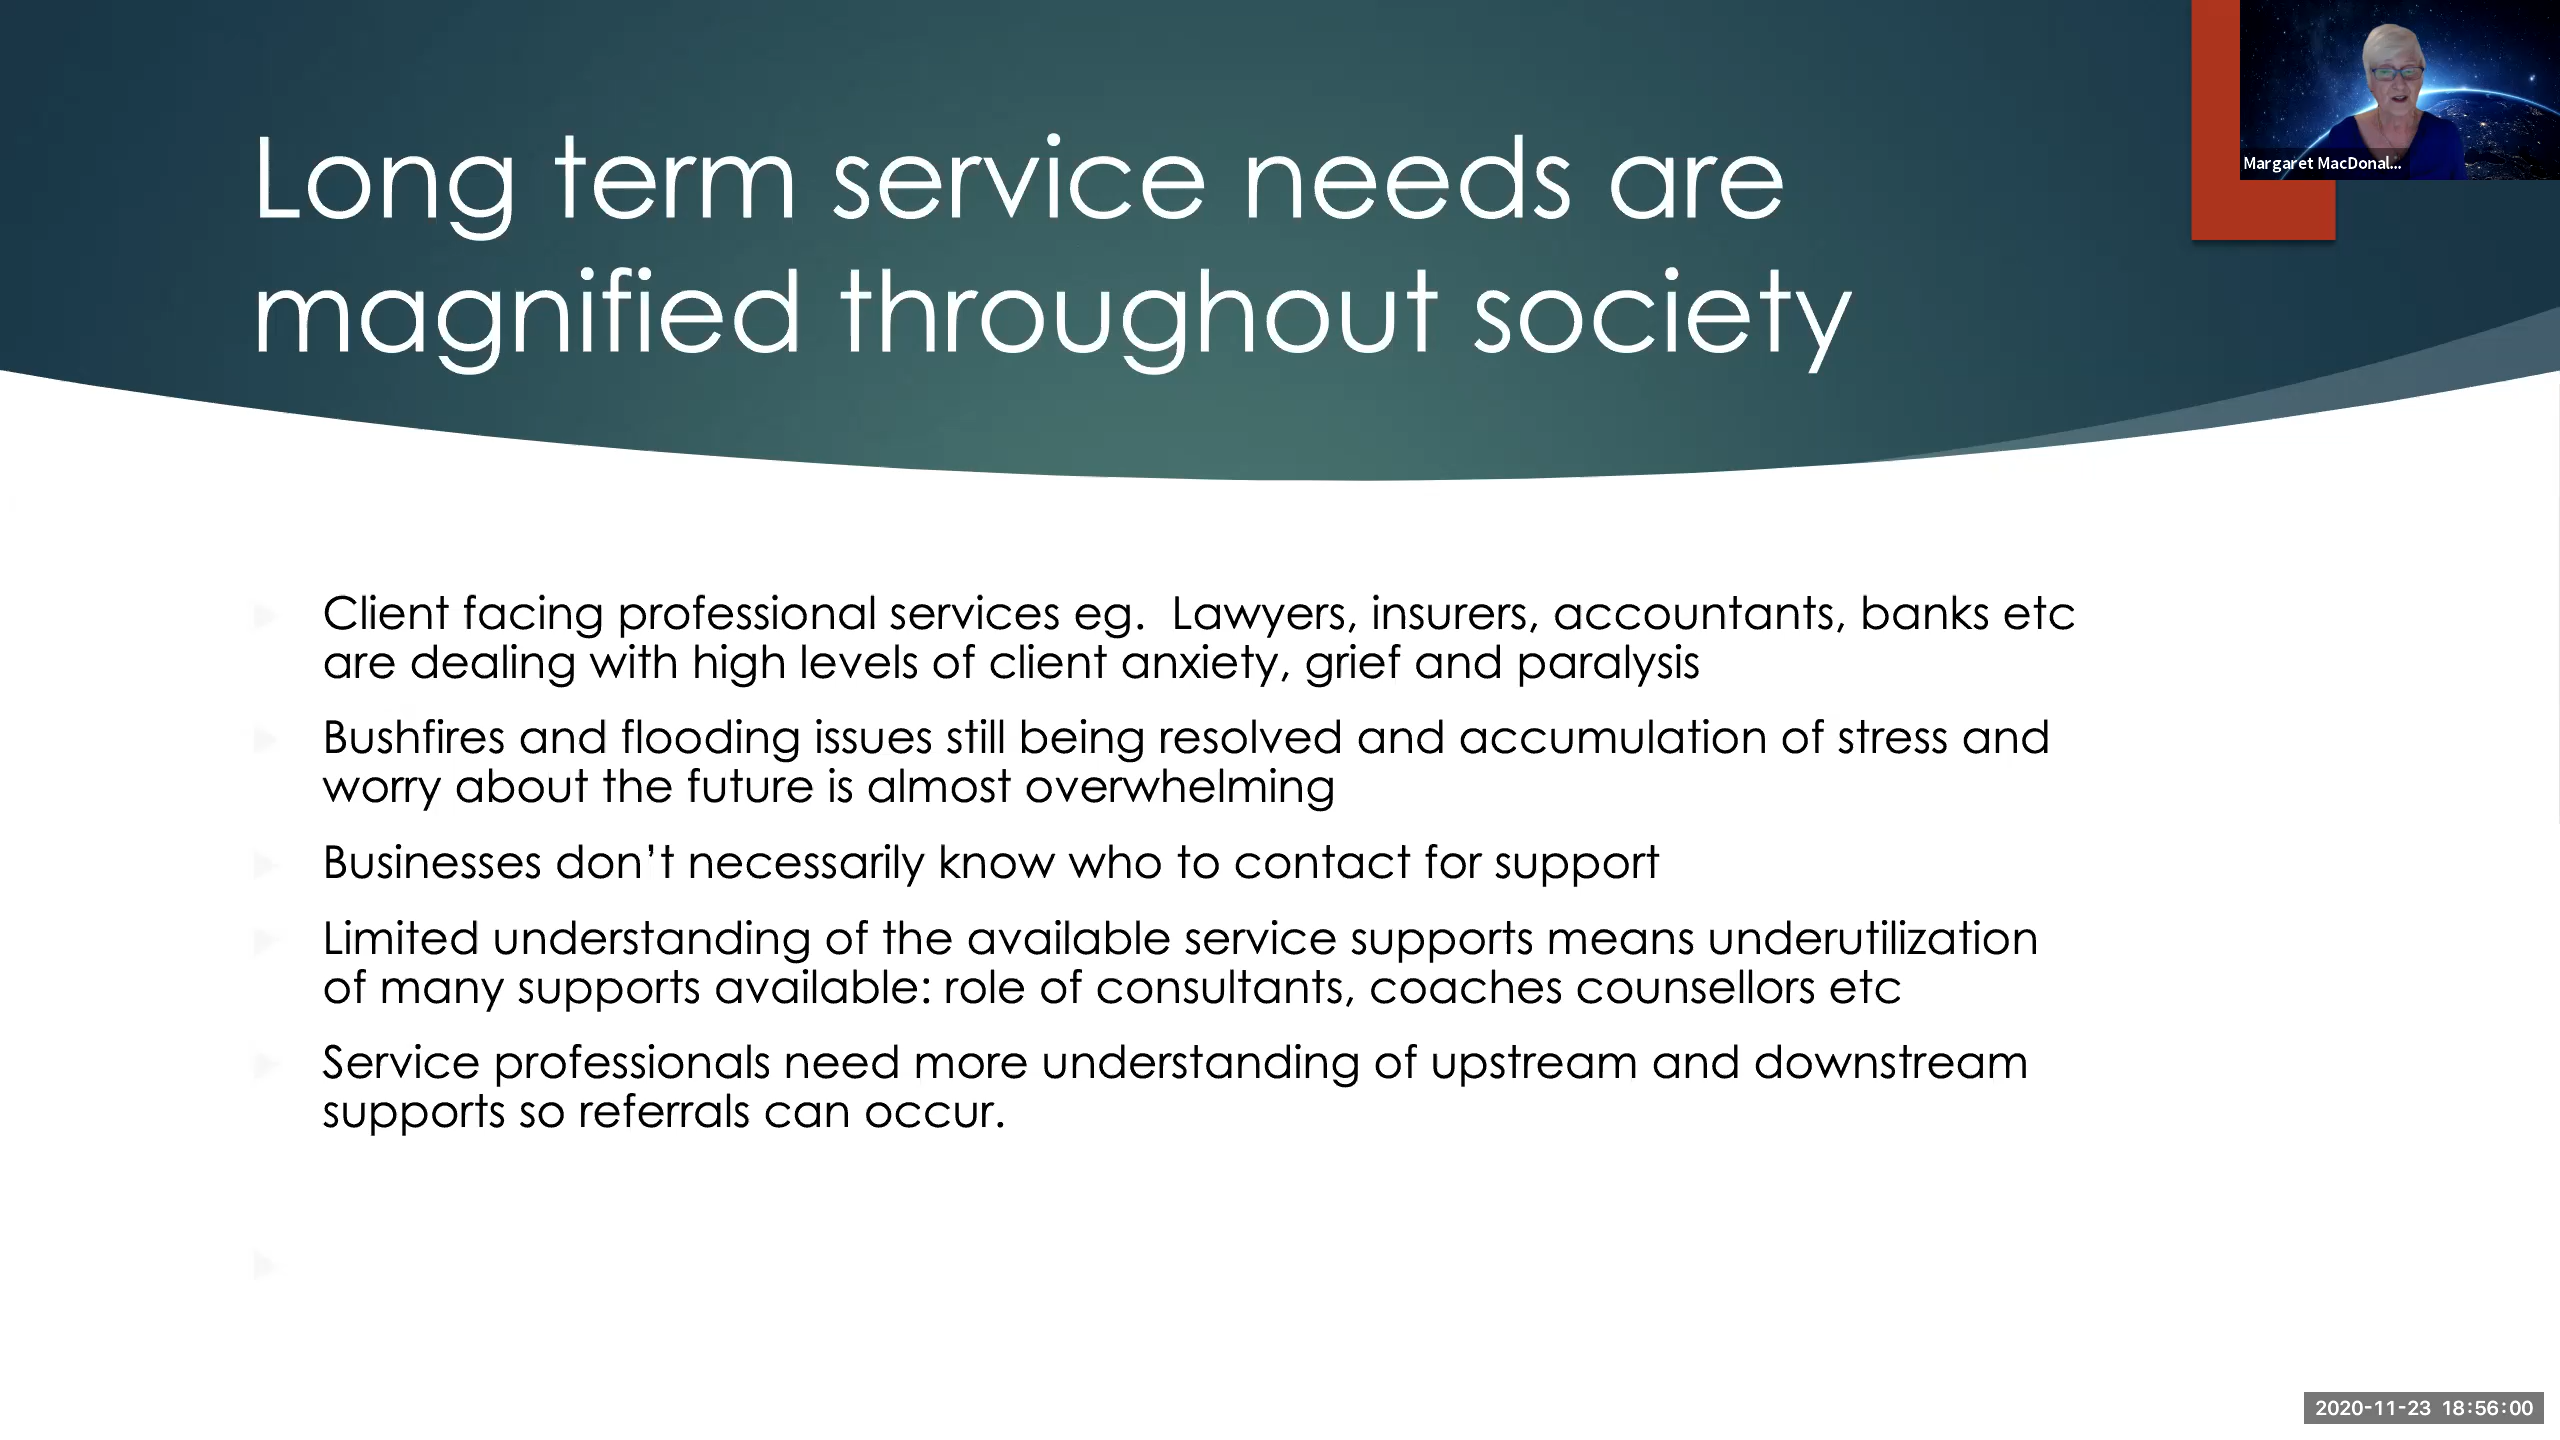 Long term service needs are
magnified throughout society
Margaret MacDonal...
Client facing professional services eg.  Lawyers, insurers, accountants, banks etc
are dealing with high levels of client anxiety, grief and paralysis
Bushfires and flooding issues still being resolved and accumulation of stress and
worry about the future is almost overwhelming
Businesses don’t necessarily know who to contact for support
Limited understanding of the available service supports means underutilization
of many supports available: role of consultants, coaches counsellors etc
Service professionals need more understanding of upstream and downstream
supports so referrals can occur.
2020-11-23 18:56:00